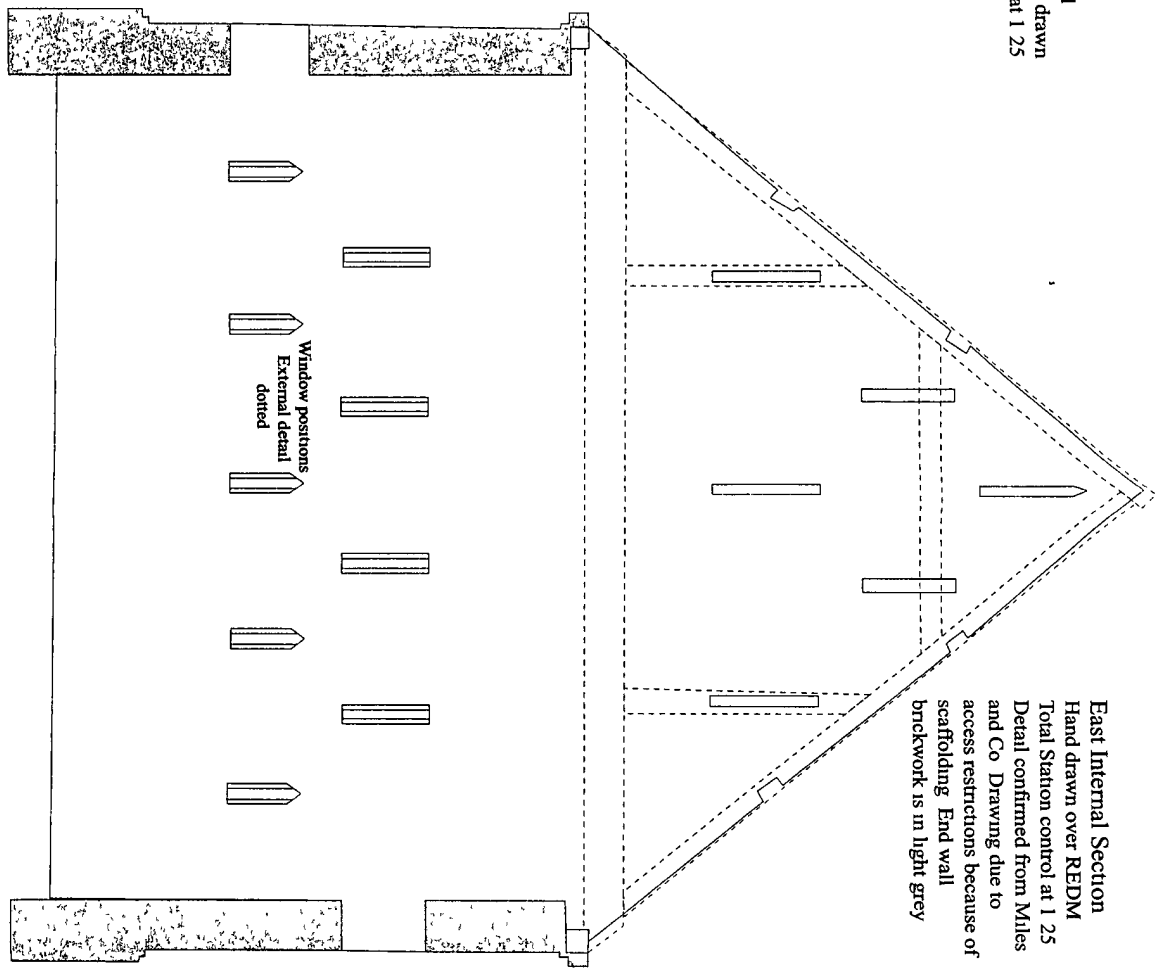 drawn
at 1 25
Window positions
External detail
dotted
East Internal Section
Hand drawn over REDM
Total Station control at 1 25
Detail confirmed from Miles
and Co Drawing due to
access restrictions because of
scaffolding End wall
brickwork is in light grey